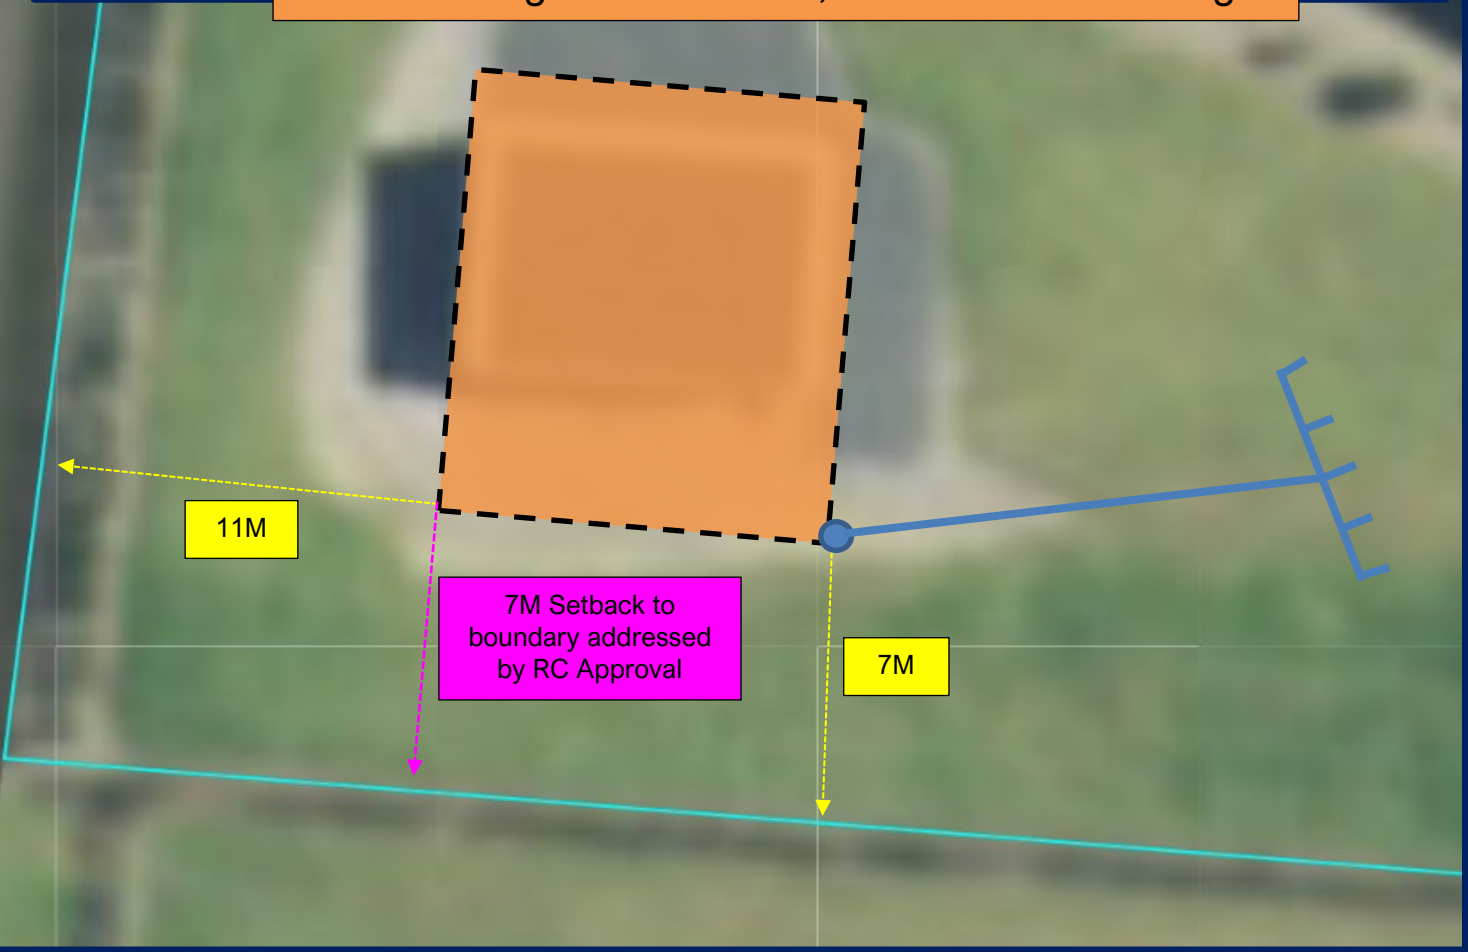 11M
7M Setback to
boundary addressed
by RC Approval
7M